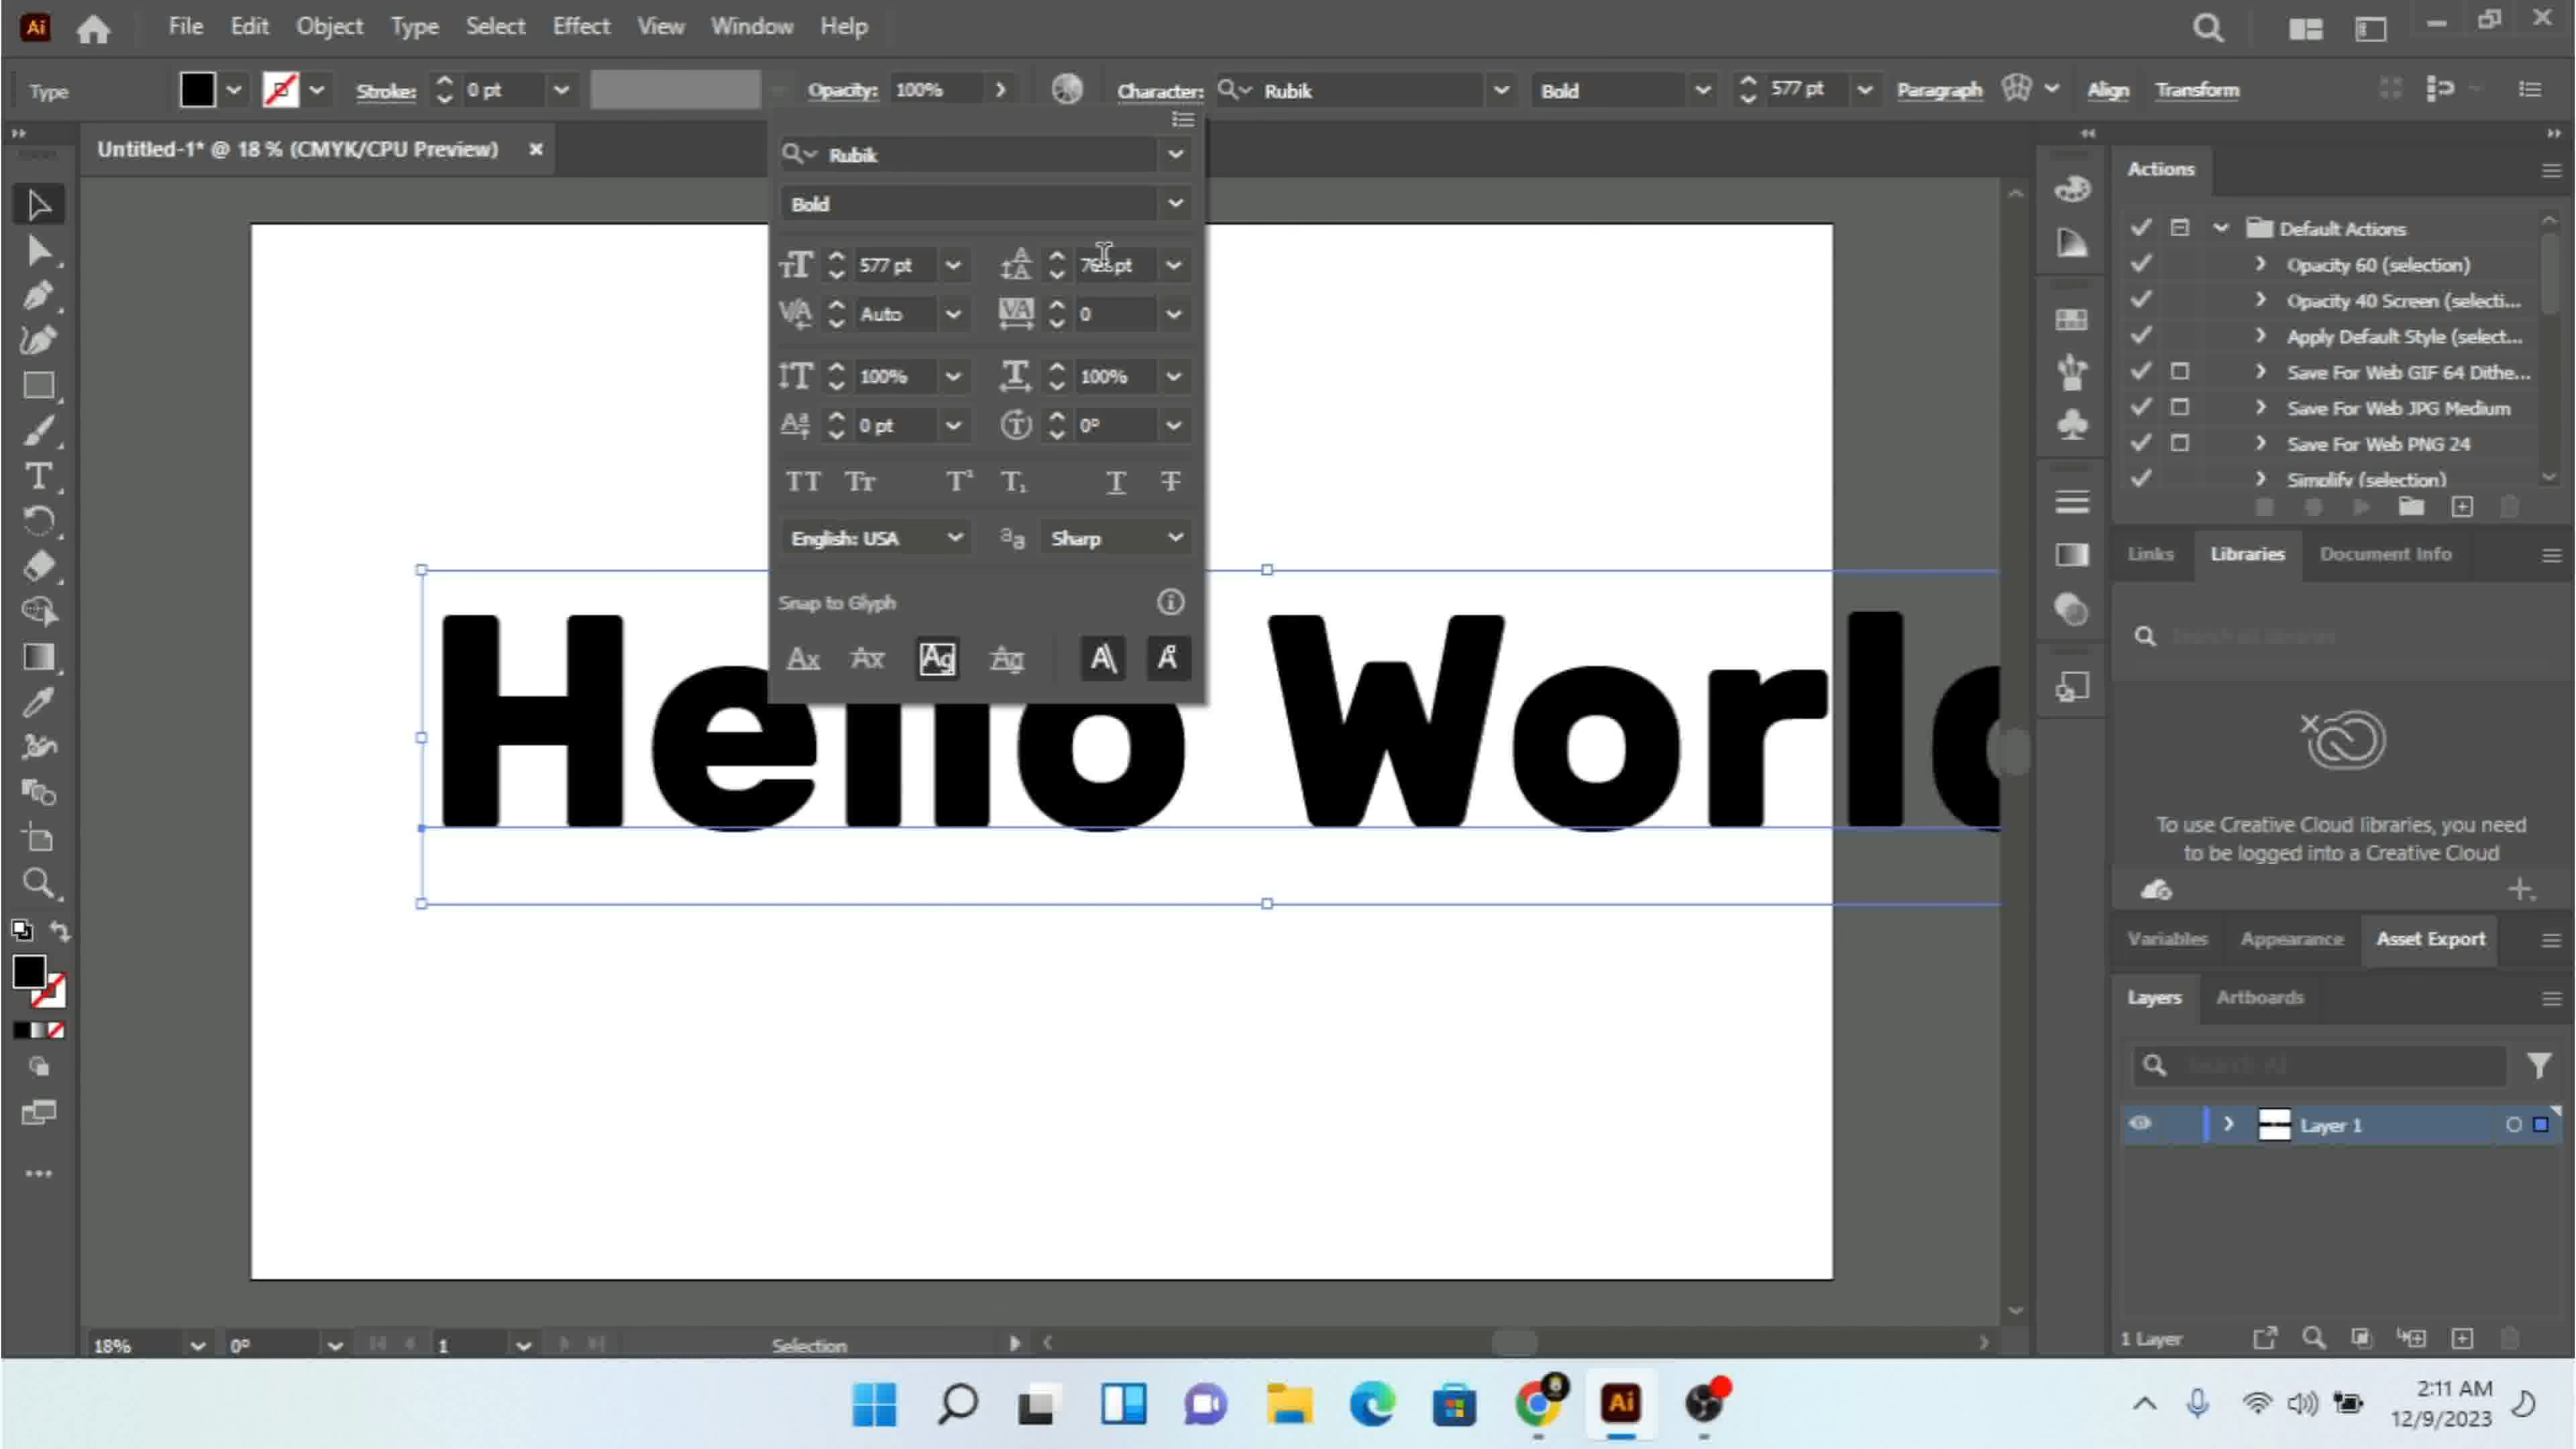 Ai File Edit Object Type Select Effect View Window Help
Type Stroke: 0 pt Opacity: 100% Character: Rubik Bold 577 pt Paragraph Align Transform
Untitled-1* @ 18 % (CMYK/CPU Preview)
Rubik
Bold
577 pt pt
Auto 0
100% 100%
0 pt 0°
English: USA Sharp
Snap to Glyph
Hello World
Actions
Default Actions
Opacity 60 (selection)
Opacity 40 Screen (selecti...
Apply Default Style (select...
Save For Web GIF 64 Dithe...
Save For Web JPG Medium
Save For Web PNG 24
Simplify (selection)
Links Libraries Document Info
To use Creative Cloud libraries, you need
to be logged into a Creative Cloud
Variables Appearance Asset Export
Layers Artboards
Layer 1
1 Layer
18% 0° 1 Selection
Ai
2:11 AM
12/9/2023